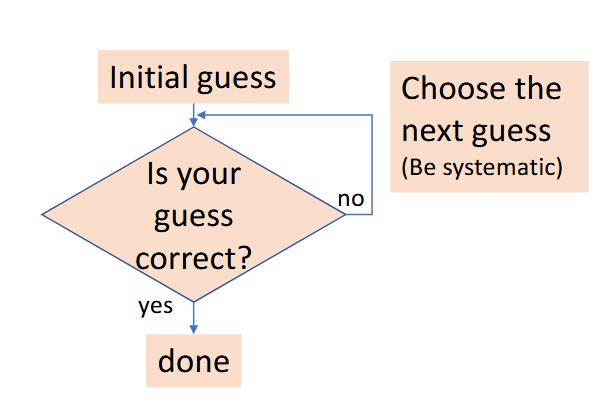 Initial guess
Is your
guess
correct?
no
yes
done
Choose the
next guess
(Be systematic)